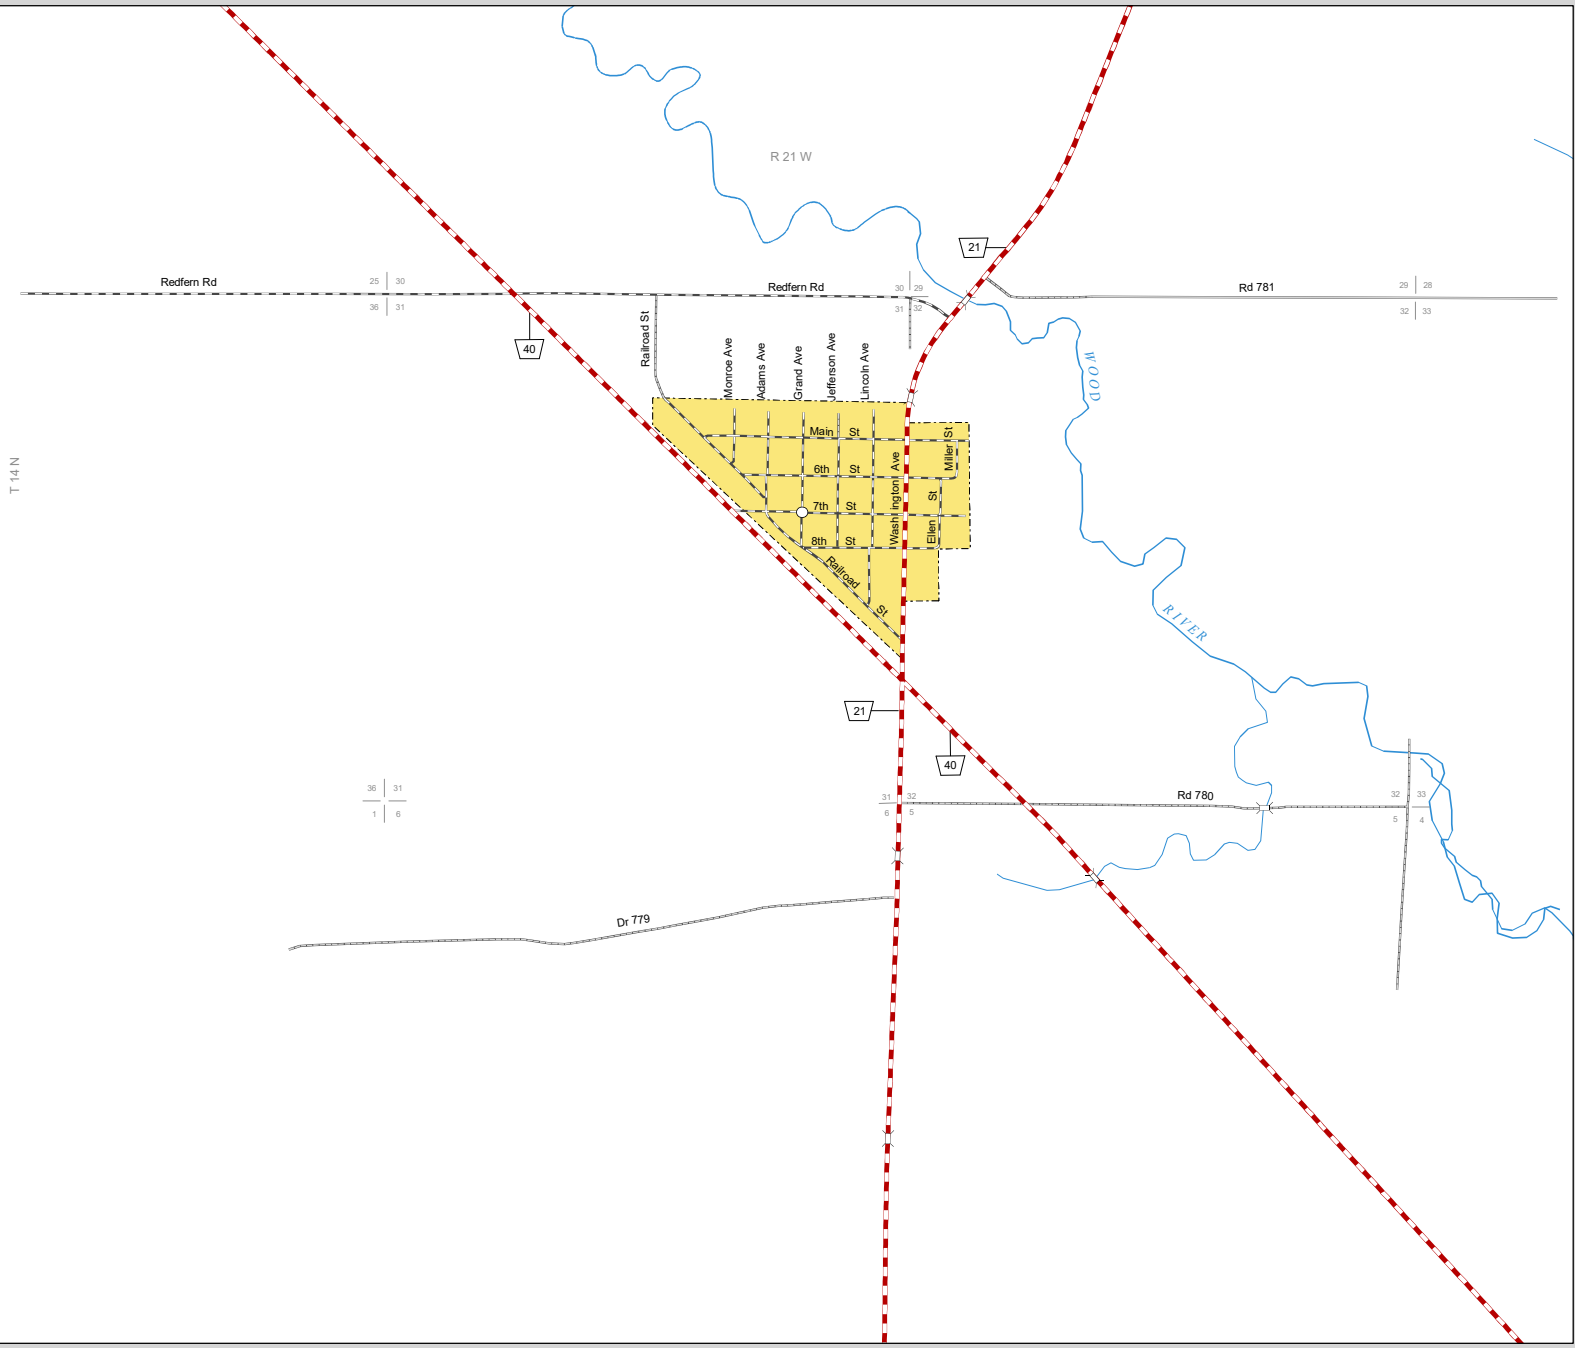 R 21 W
21
Redfern Rd
25 30
36 31
Redfern Rd
30 29
31 32
Rd 781
29 28
32 33
40
Railroad St
Monroe Ave
Adams Ave
Grand Ave
Jefferson Ave
Lincoln Ave
WOOD
T 14 N
Main St
Miller St
6th St
Washington Ave
7th St
Ellen St
8th St
Railroad St
RIVER
21
40
36 31
1 6
31 32
6 5
Rd 780
32 33
5 4
Dr 779